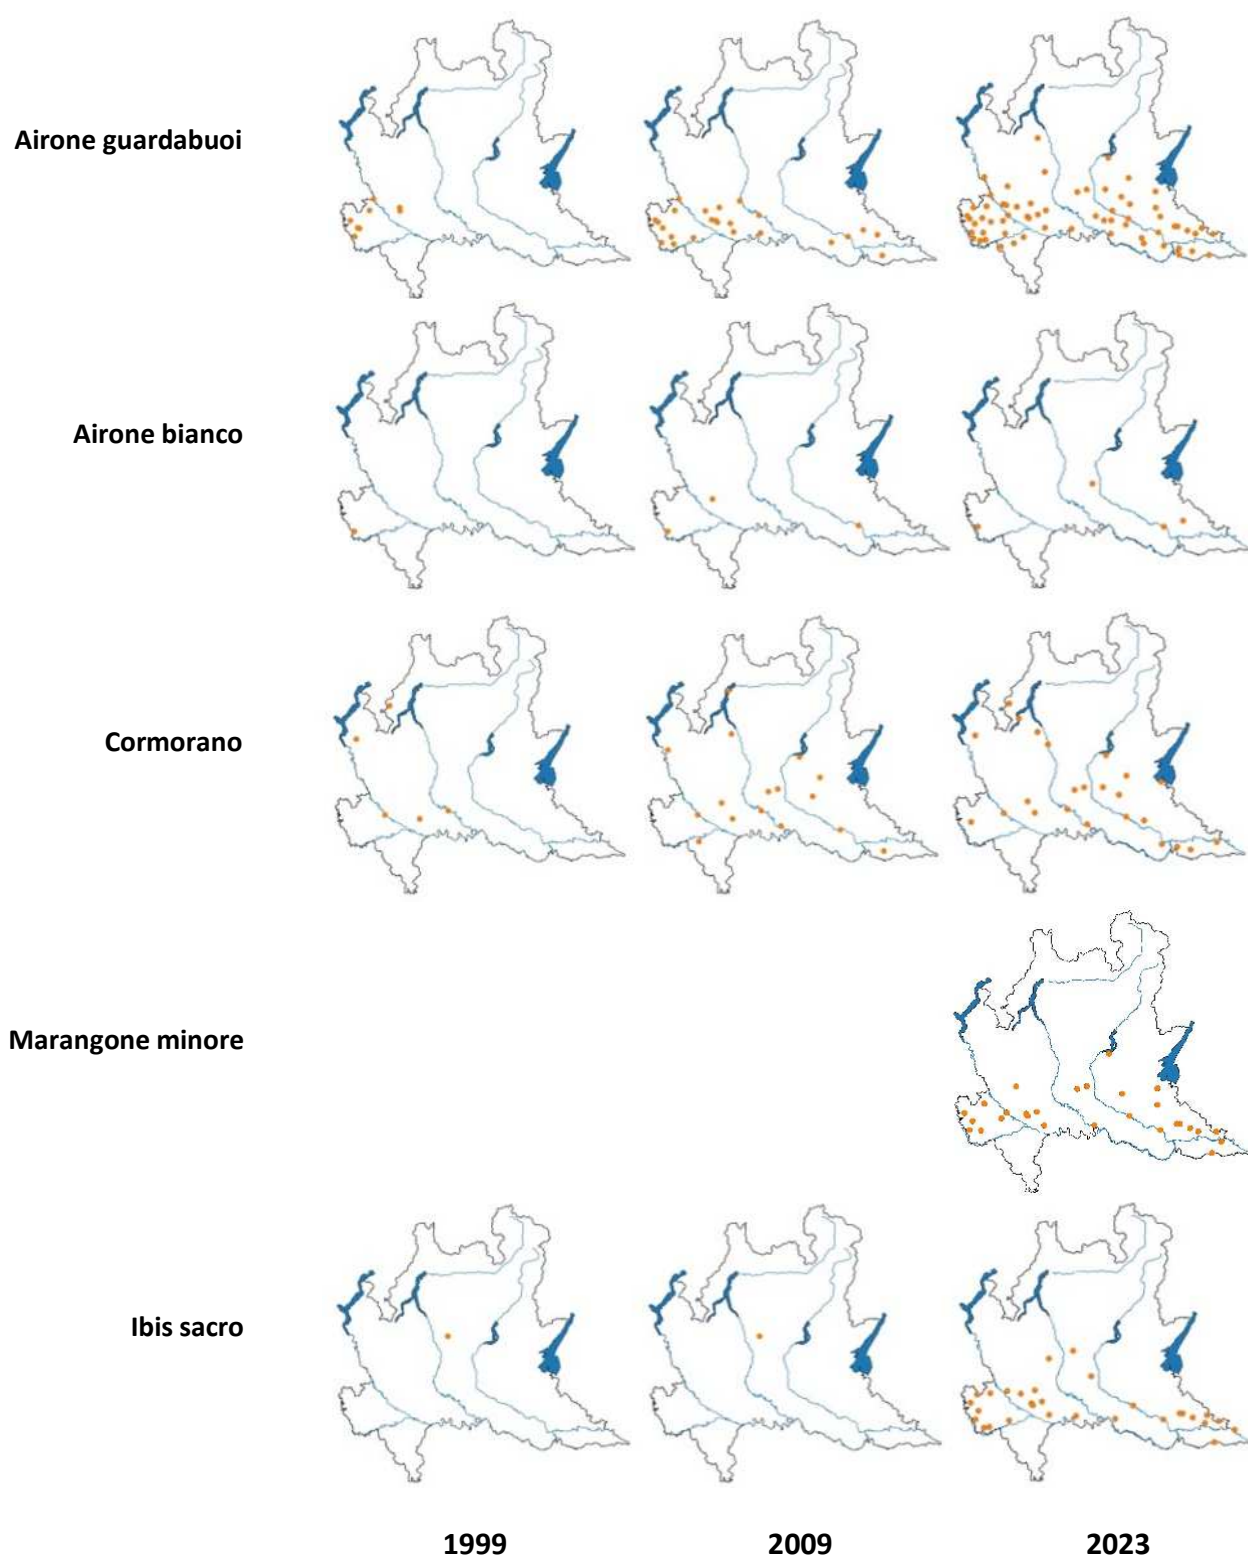 Airone guardabuoi
Airone bianco
Cormorano
Marangone minore
Ibis sacro
1999 2009 2023